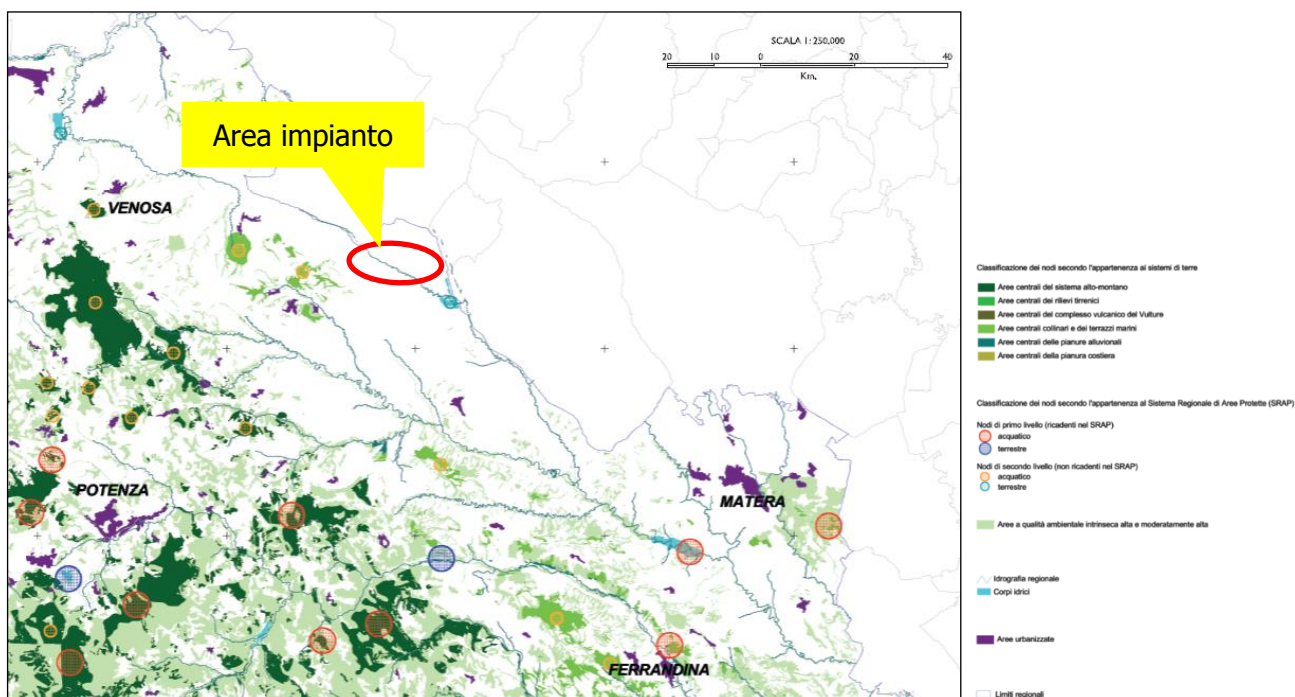 SCALA 1: 250,000
20 10 0 20 40
Km.
Area impianto
VENOSA
POTENZA
MATERA
FERRANDINA
Classificazione dei nodi secondo l'appartenenza ai sistemi di terre
Aree centrali del sistema alto-montano
Aree centrali dei rilievi tirrenici
Aree centrali del complesso vulcanico del Vulture
Aree centrali collinari e dei terrazzi marini
Aree centrali delle pianure alluvionali
Aree centrali della pianura costiera
Classificazione dei nodi secondo l'appartenenza al Sistema Regionale di Aree Protette (SRAP)
Nodi di primo livello (ricadenti nel SRAP)
acquatico
terrestre
Nodi di secondo livello (non ricadenti nel SRAP)
acquatico
terrestre
Aree a qualità ambientale intrinseca alta e moderatamente alta
Idrografia regionale
Corpi idrici
Aree urbanizzate
Limiti regionali